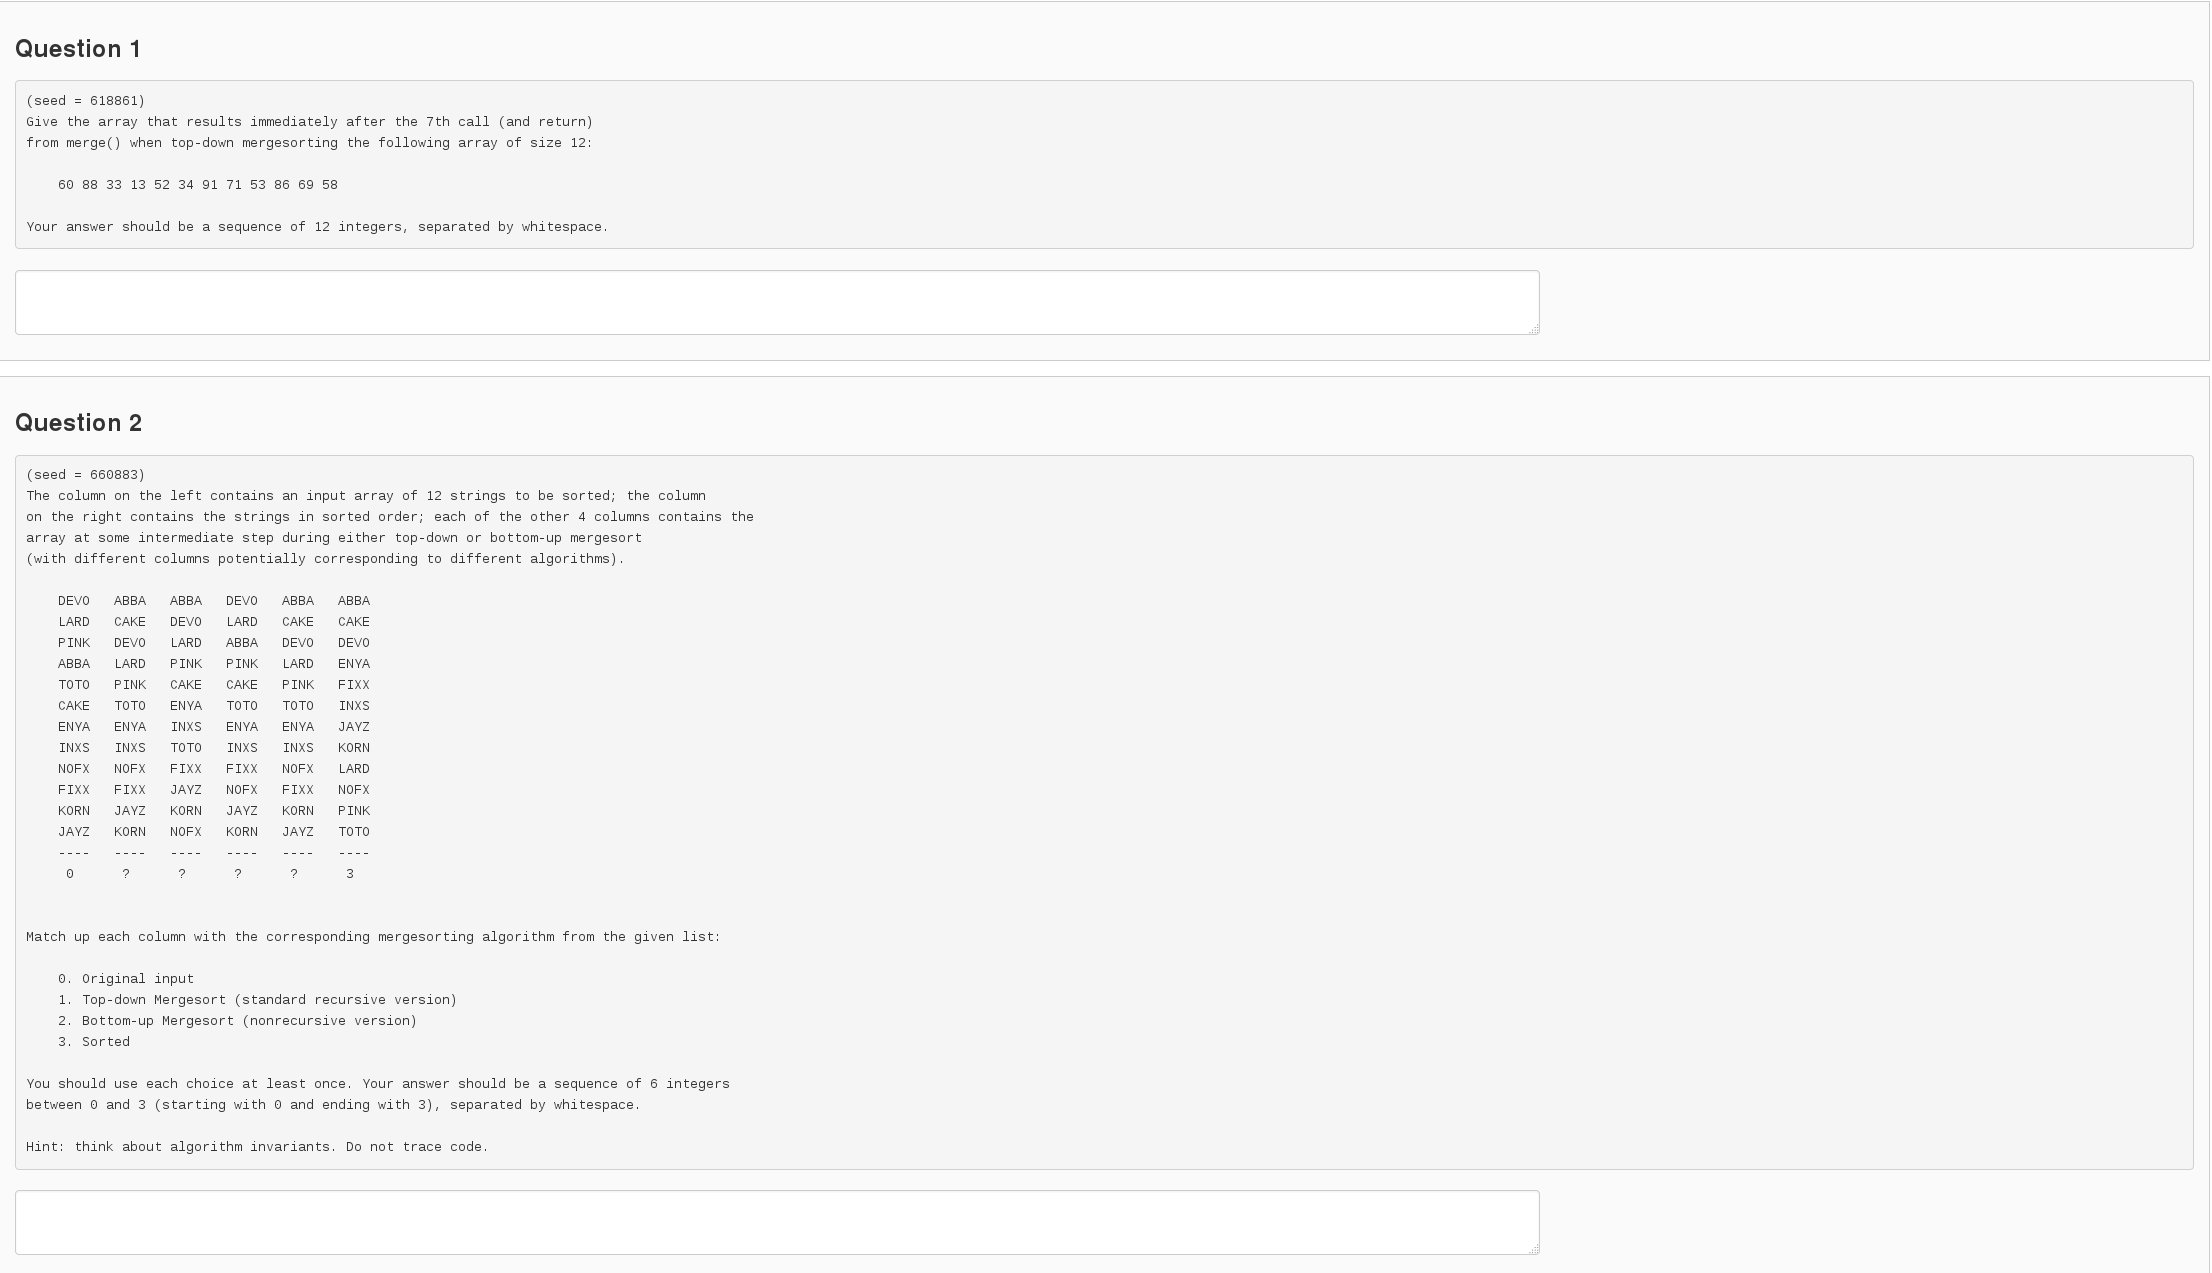 Question 1
(seed = 618861)
Give the array that results immediately after the 7th call (and return)
from merge() when top-down mergesorting the following array of size 12:
60 88 33 13 52 34 91 71 53 86 69 58
Your answer should be a sequence of 12 integers, separated by whitespace.
Question 2
(seed = 660883)
The column on the left contains an input array of 12 strings to be sorted; the column
on the right contains the strings in sorted order; each of the other 4 columns contains the
array at some intermediate step during either top-down or bottom-up mergesort
(with different columns potentially corresponding to different algorithms).
DEVO ABBA ABBA DEVO ABBA ABBA
LARD CAKE DEVO LARD CAKE CAKE
PINK DEVO LARD ABBA DEVO DEVO
ABBA LARD PINK PINK LARD ENYA
TOTO PINK CAKE CAKE PINK FIXX
CAKE TOTO ENYA TOTO TOTO INXS
ENYA ENYA INXS ENYA ENYA JAYZ
INXS INXS TOTO INXS INXS KORN
NOFX NOFX FIXX FIXX NOFX LARD
FIXX FIXX JAYZ NOFX FIXX NOFX
KORN JAYZ KORN JAYZ KORN PINK
JAYZ KORN NOFX KORN JAYZ TOTO
---- ---- ---- ---- ---- ----
0 ? ? ? ? 3
Match up each column with the corresponding mergesorting algorithm from the given list:
0. Original input
1. Top-down Mergesort (standard recursive version)
2. Bottom-up Mergesort (nonrecursive version)
3. Sorted
You should use each choice at least once. Your answer should be a sequence of 6 integers
between 0 and 3 (starting with 0 and ending with 3), separated by whitespace.
Hint: think about algorithm invariants. Do not trace code.